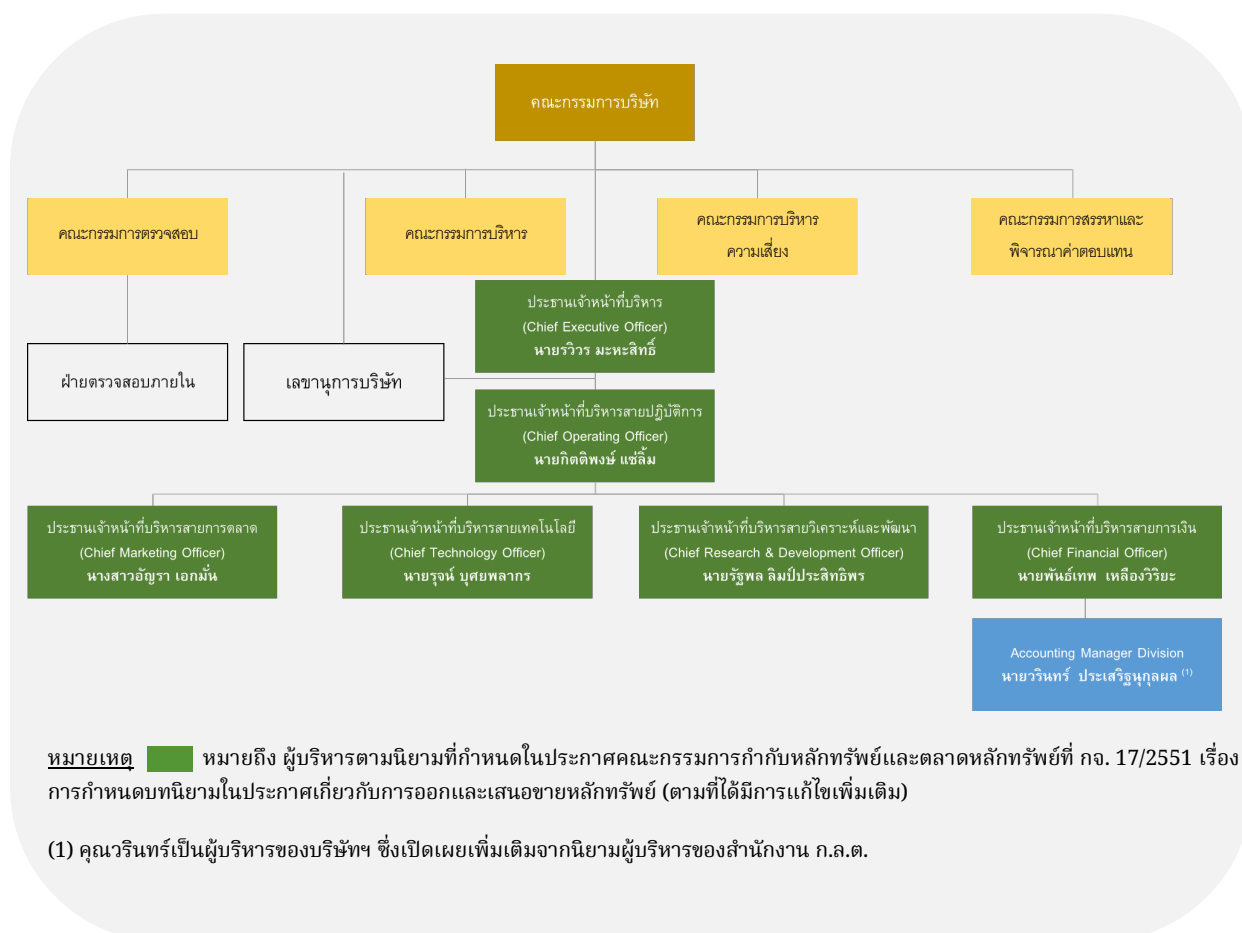 คณะกรรมการบริษัท
คณะกรรมการตรวจสอบ
คณะกรรมการบริหาร
คณะกรรมการบริหาร
ความเสี่ยง
คณะกรรมการสรรหาและ
พิจารณาค่าตอบแทน
ประธานเจ้าหน้าที่บริหาร
(Chief Executive Officer)
นายรวิวร มะหะสิทธิ์
ฝ่ายตรวจสอบภายใน
เลขานุการบริษัท
ประธานเจ้าหน้าที่บริหารสายปฏิบัติการ
(Chief Operating Officer)
นายกิตติพงษ์ แซ่ลิ้ม
ประธานเจ้าหน้าที่บริหารสายการตลาด
(Chief Marketing Officer)
นางสาวอัญรา เอกมั่น
ประธานเจ้าหน้าที่บริหารสายเทคโนโลยี
(Chief Technology Officer)
นายรุจน์ บุศยพลากร
ประธานเจ้าหน้าที่บริหารสายวิเคราะห์และพัฒนา
(Chief Research & Development Officer)
นายรัฐพล ลิมป์ประสิทธิพร
ประธานเจ้าหน้าที่บริหารสายการเงิน
(Chief Financial Officer)
นายพันธ์เทพ เหลืองวิริยะ
Accounting Manager Division
นายวรินทร์ ประเสริฐนุกุลผล (1)
หมายเหตุ หมายถึง ผู้บริหารตามนิยามที่กำหนดในประกาศคณะกรรมการกำกับหลักทรัพย์และตลาดหลักทรัพย์ที่ กจ. 17/2551 เรื่อง
การกำหนดบทนิยามในประกาศเกี่ยวกับการออกและเสนอขายหลักทรัพย์ (ตามที่ได้มีการแก้ไขเพิ่มเติม)
(1) คุณวรินทร์เป็นผู้บริหารของบริษัทฯ ซึ่งเปิดเผยเพิ่มเติมจากนิยามผู้บริหารของสำนักงาน ก.ล.ต.